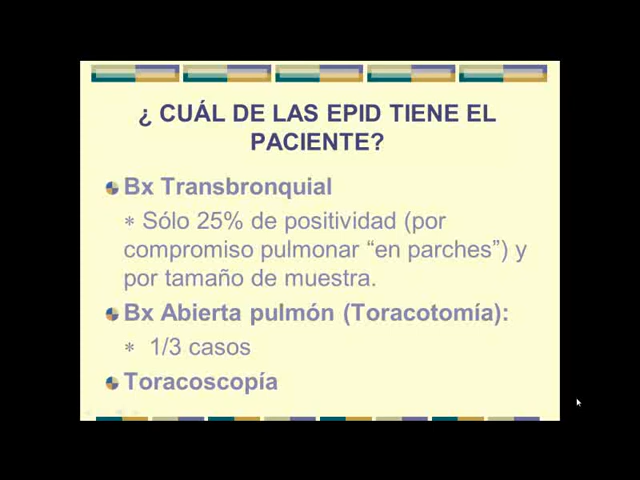 ¿ CUÁL DE LAS EPID TIENE EL
PACIENTE?
Bx Transbronquial
* Sólo 25% de positividad (por
compromiso pulmonar “en parches”) y
por tamaño de muestra.
Bx Abierta pulmón (Toracotomía):
* 1/3 casos
Toracoscopía